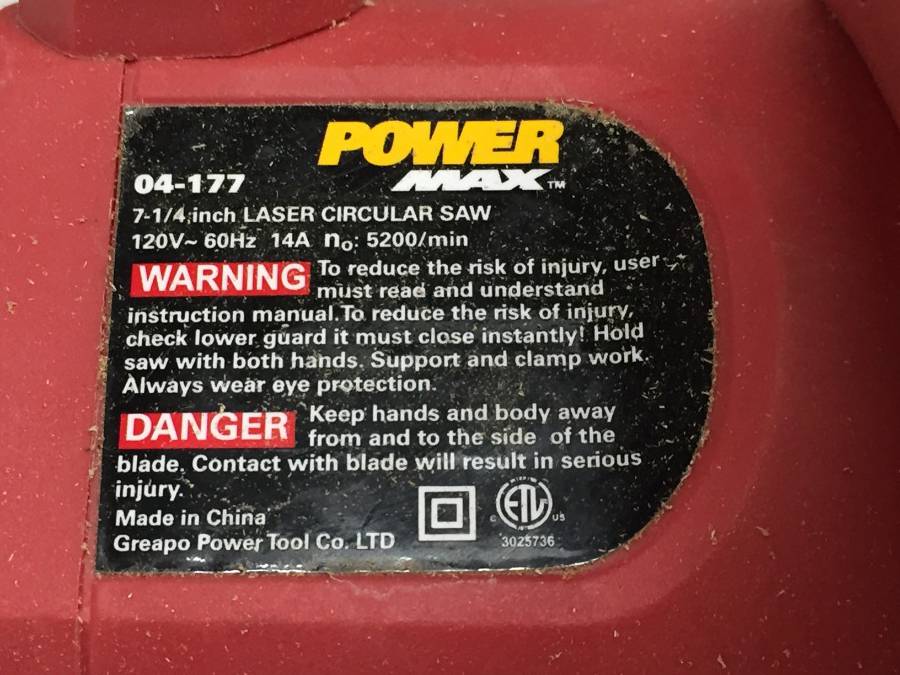 POWER
MAX™
04-177
7-1/4 inch LASER CIRCULAR SAW
120V~ 60Hz 14A n₀: 5200/min
WARNING To reduce the risk of injury, user
must read and understand
instruction manual.To reduce the risk of injury,
check lower guard it must close instantly! Hold
saw with both hands. Support and clamp work.
Always wear eye protection.
DANGER Keep hands and body away
from and to the side of the
blade. Contact with blade will result in serious
injury.
Made in China
Greapo Power Tool Co. LTD
C ETL US
3025736